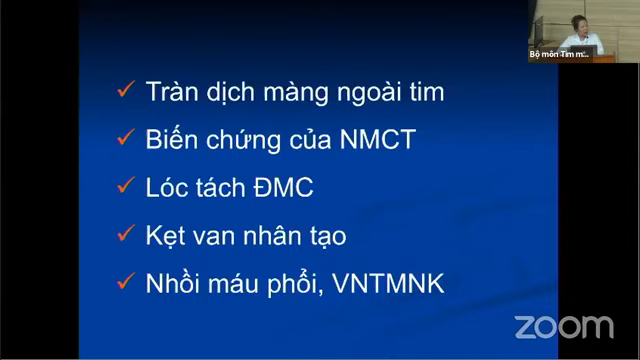 Bộ môn Tim m...
Tràn dịch màng ngoài tim
Biến chứng của NMCT
Lóc tách ĐMC
Kẹt van nhân tạo
Nhồi máu phổi, VNTMNK
zoom